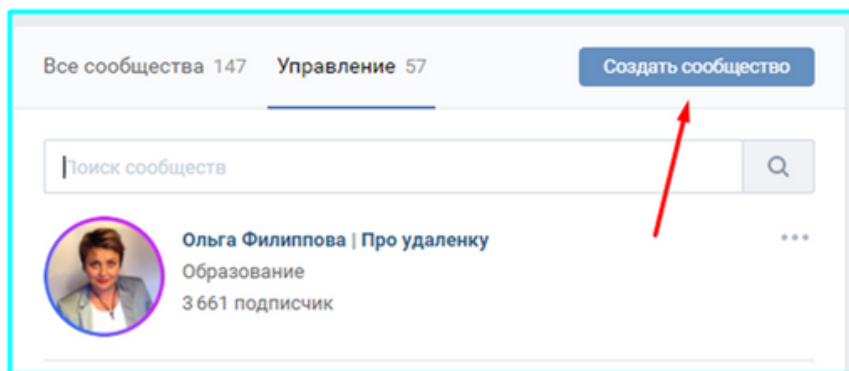 Все сообщества 147 Управление 57 Создать сообщество
Поиск сообществ
Ольга Филиппова | Про удаленку
Образование
3 661 подписчик